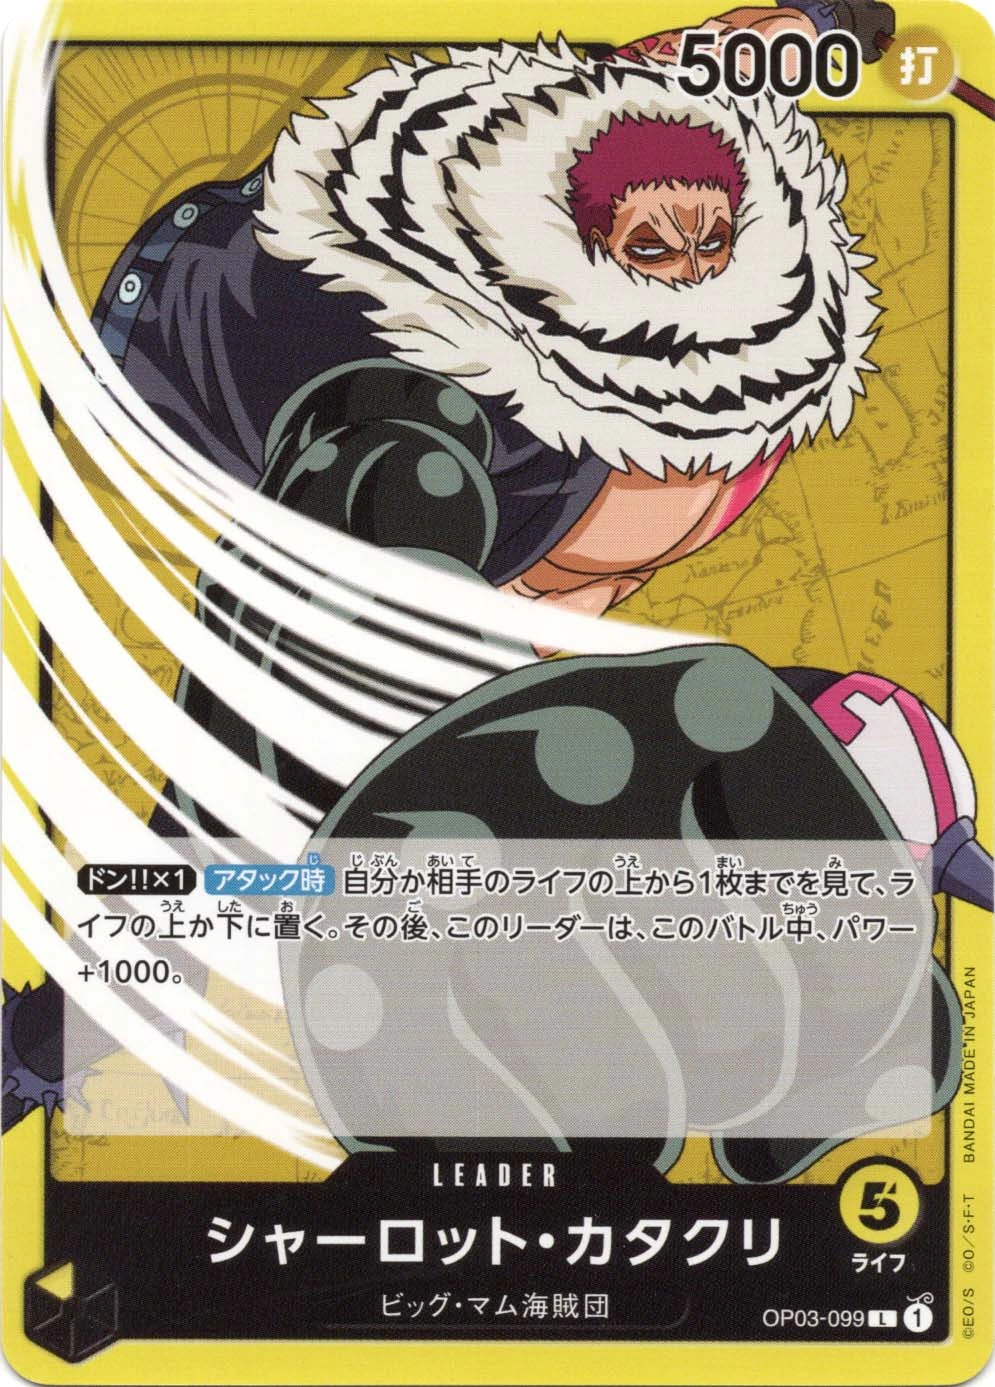 5000 打
ドン!!×1 アタック時 自分か相手のライフの上から1枚までを見て、ラ
イフの上か下に置く。その後、このリーダーは、このバトル中、パワー
+1000。
LEADER
シャーロット・カタクリ
5
ライフ
ビッグ・マム海賊団
OP03-099 L 1
©EO/S ©O/S・F・T BANDAI MADE IN JAPAN